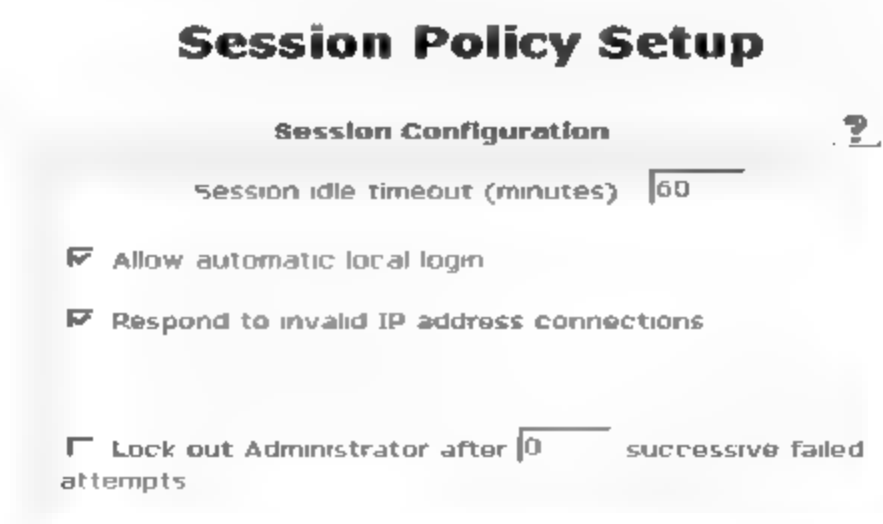 Session Policy Setup
Session Configuration ?
Session idle timeout (minutes) 60
Allow automatic local login
Respond to invalid IP address connections
Lock out Administrator after 0 successive failed
attempts